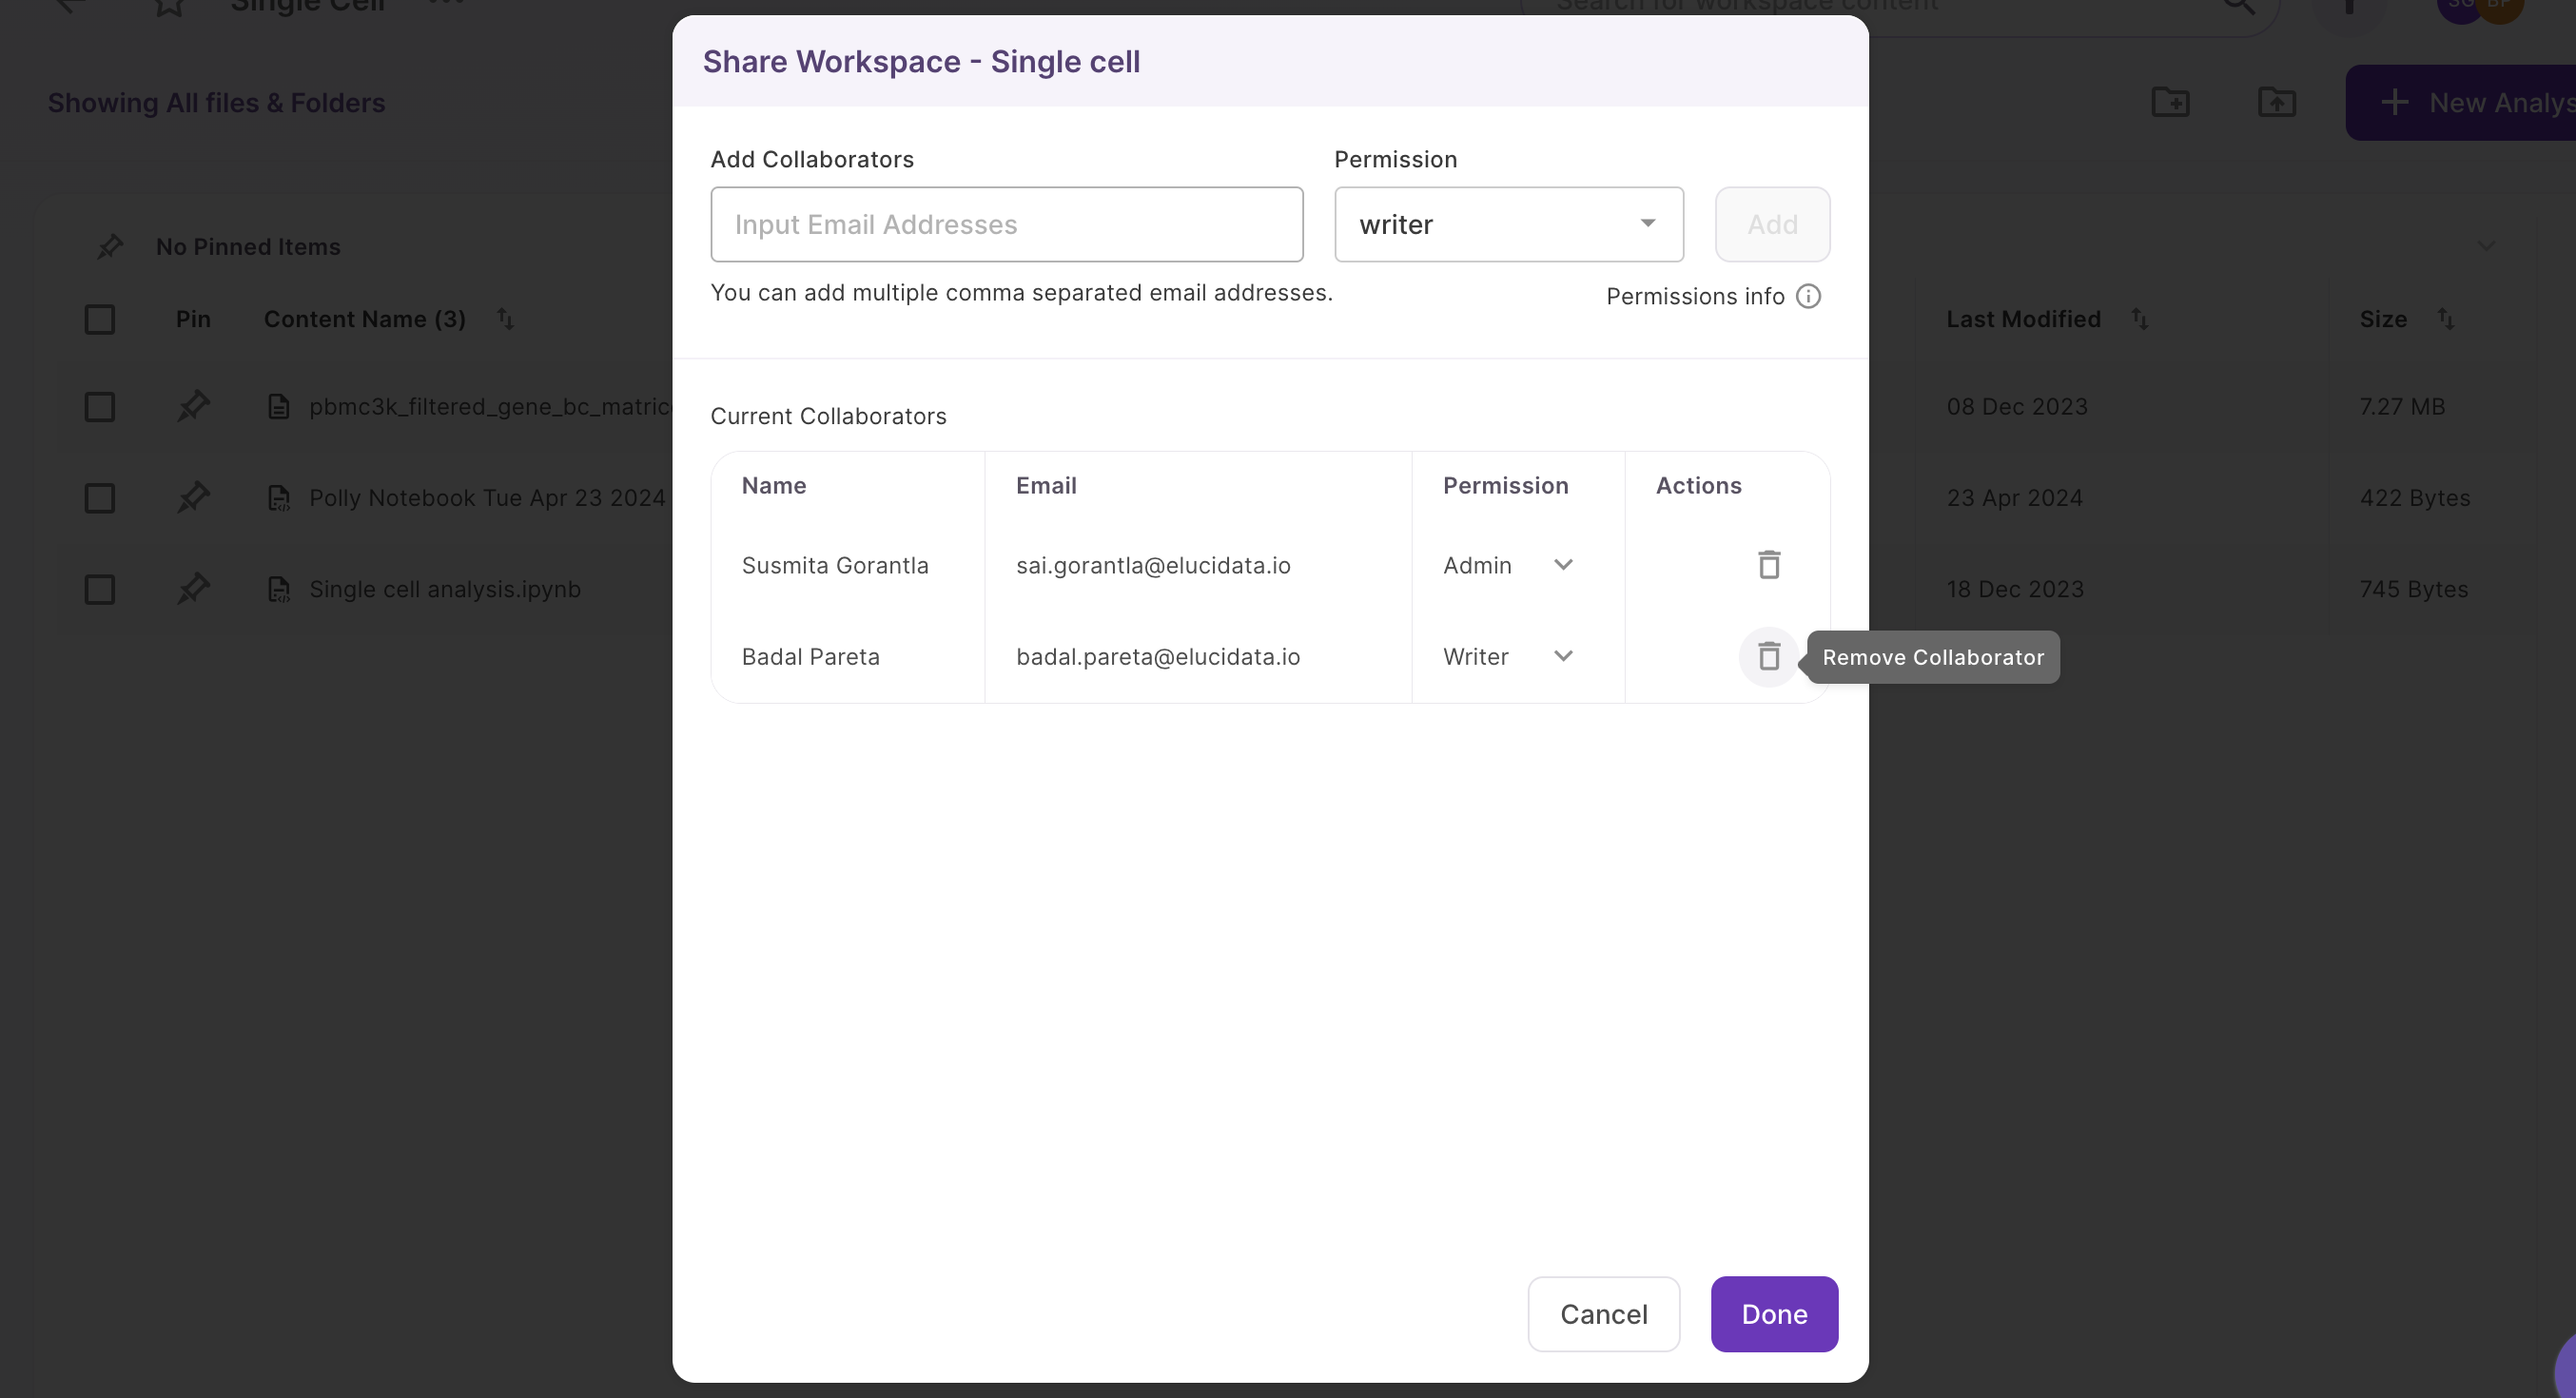 Single Cell
Search for workspace content
SG BP
Share Workspace - Single cell
Showing All files & Folders
New Analys
Add Collaborators
Permission
Input Email Addresses
writer
Add
You can add multiple comma separated email addresses.
Permissions info
No Pinned Items
Pin Content Name (3) Last Modified Size
pbmc3k_filtered_gene_bc_matric 08 Dec 2023 7.27 MB
Polly Notebook Tue Apr 23 2024 23 Apr 2024 422 Bytes
Single cell analysis.ipynb 18 Dec 2023 745 Bytes
Current Collaborators
Name Email Permission Actions
Susmita Gorantla sai.gorantla@elucidata.io Admin
Badal Pareta badal.pareta@elucidata.io Writer
Remove Collaborator
Cancel Done